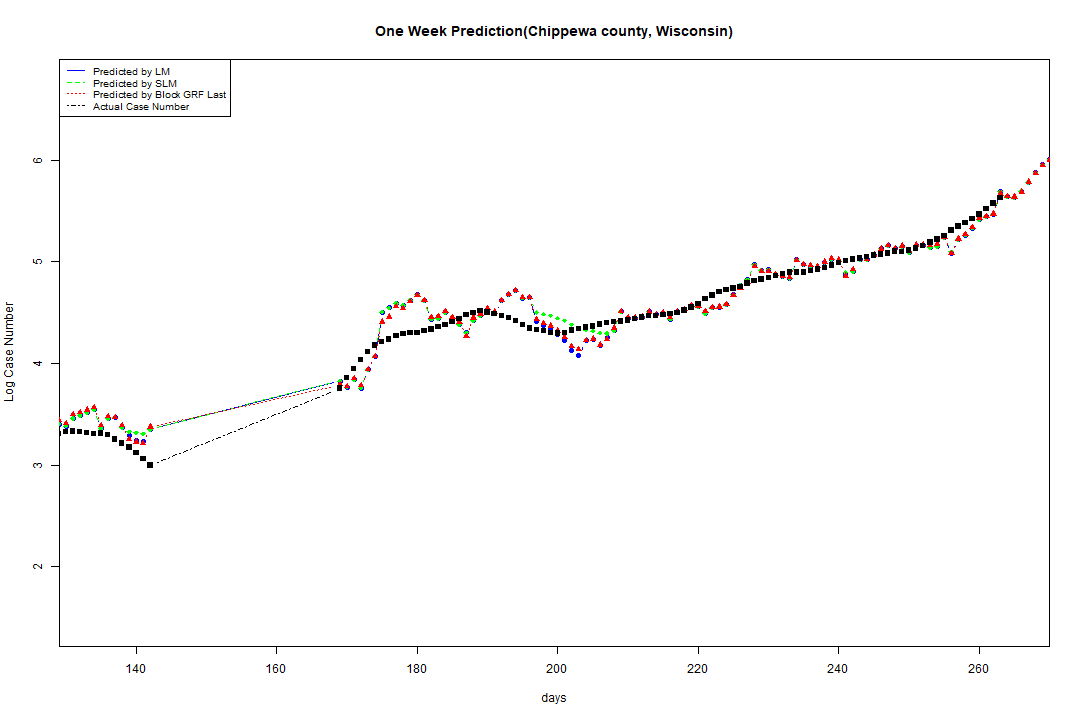 One Week Prediction(Chippewa county, Wisconsin)
Predicted by LM
Predicted by SLM
Predicted by Block GRF Last
Actual Case Number
6
5
4
3
2
Log Case Number
140 160 180 200 220 240 260
days